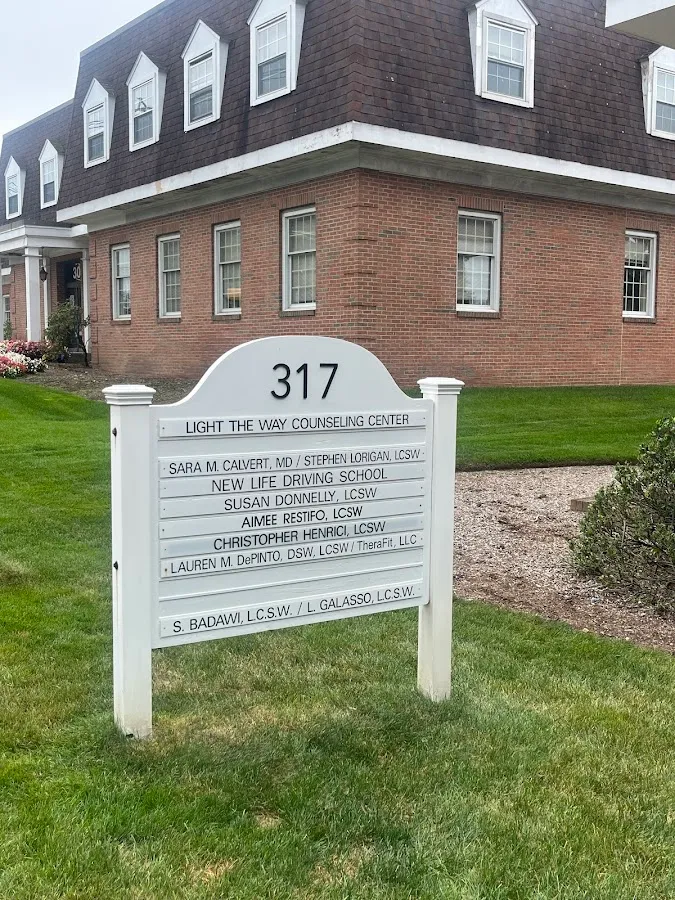 30
317
LIGHT THE WAY COUNSELING CENTER
SARA M. CALVERT, MD / STEPHEN LORIGAN, LCSW
NEW LIFE DRIVING SCHOOL
SUSAN DONNELLY, LCSW
AIMEE RESTIFO, LCSW
CHRISTOPHER HENRICI, LCSW
LAUREN M. DePINTO, DSW, LCSW / TheraFit, LLC
S. BADAWI, L.C.S.W. / L. GALASSO, L.C.S.W.